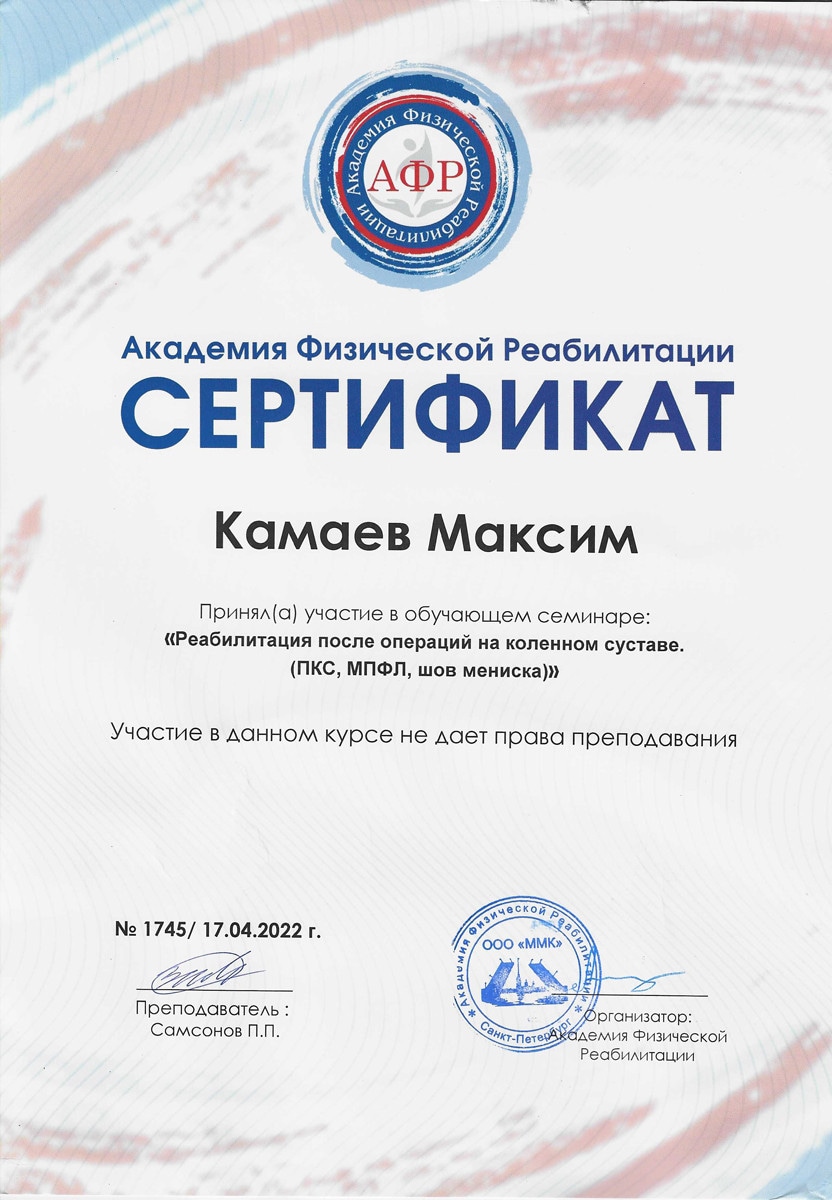 Академия Физической Реабилитации
АФР
Академия Физической Реабилитации
СЕРТИФИКАТ
Камаев Максим
Принял(а) участие в обучающем семинаре:
«Реабилитация после операций на коленном суставе.
(ПКС, МПФЛ, шов мениска)»
Участие в данном курсе не дает права преподавания
№ 1745/ 17.04.2022 г.
Преподаватель :
Самсонов П.П.
Академия Физической Реабилитации
ООО «ММК»
* Санкт-Петербург *
Организатор:
Академия Физической
Реабилитации